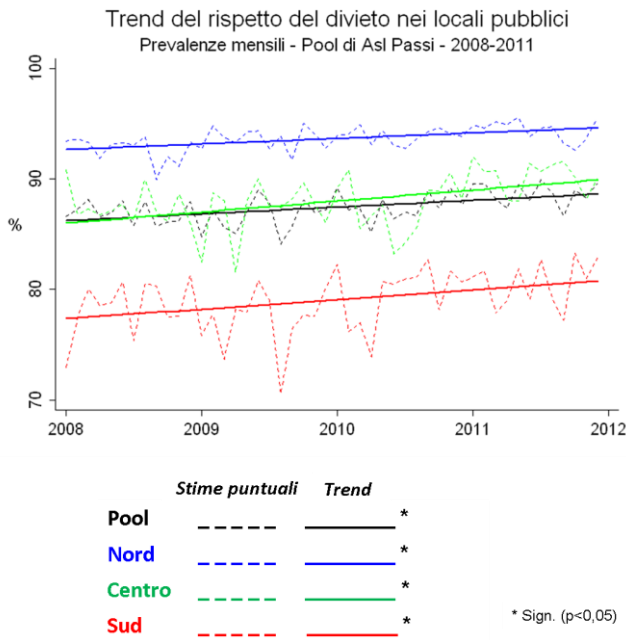 Trend del rispetto del divieto nei locali pubblici
Prevalenze mensili - Pool di Asl Passi - 2008-2011
100
90
%
80
70
2008 2009 2010 2011 2012
Stime puntuali Trend
Pool *
Nord *
Centro *
Sud *
* Sign. (p<0,05)